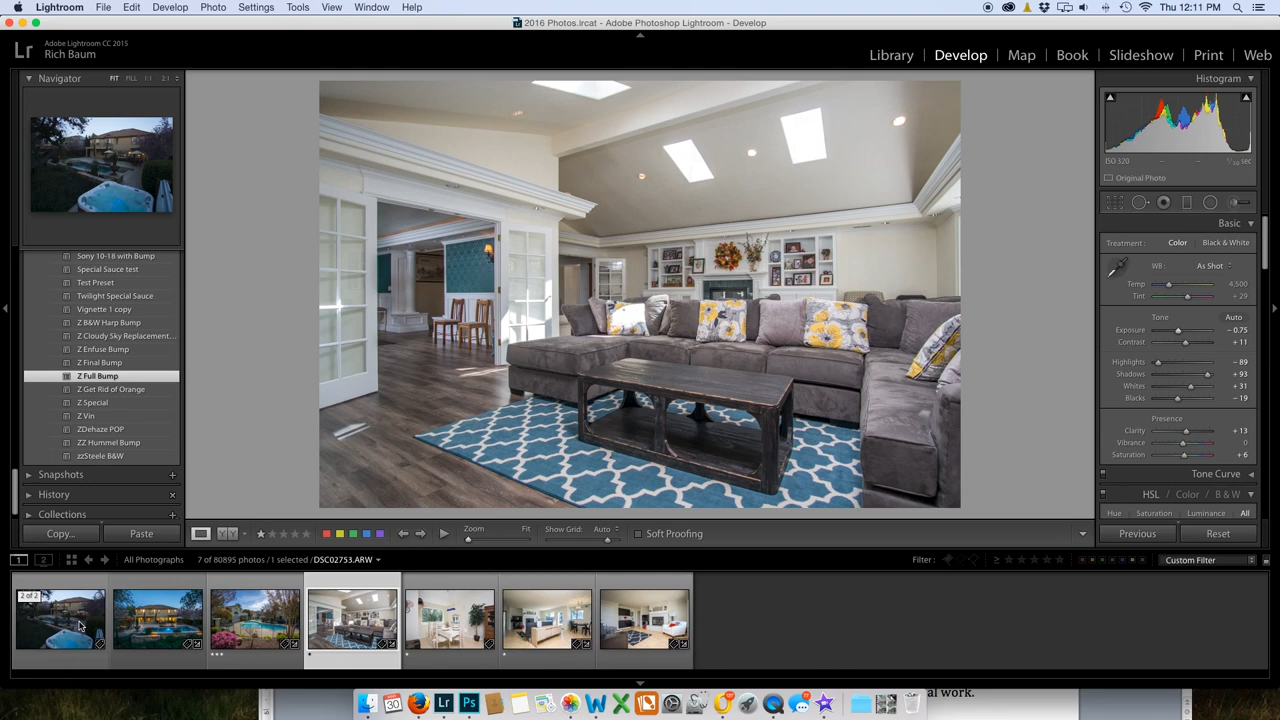 Lightroom File Edit Develop Photo Settings Tools View Window Help
Thu 12:11 PM
2016 Photos.lrcat - Adobe Photoshop Lightroom - Develop
Lr
Adobe Lightroom CC 2015
Rich Baum
Library | Develop | Map | Book | Slideshow | Print | Web
Navigator FIT FILL 1:1 2:1
Sony 10-18 with Bump
Special Sauce test
Test Preset
Twilight Special Sauce
Vignette 1 copy
Z B&W Harp Bump
Z Cloudy Sky Replacement...
Z Enfuse Bump
Z Final Bump
Z Full Bump
Z Get Rid of Orange
Z Special
Z Vin
ZDehaze POP
ZZ Hummel Bump
zzSteele B&W
Snapshots +
History ×
Collections +
Copy... Paste
Histogram
ISO 320
Original Photo
Basic
Treatment: Color | Black & White
WB: As Shot
Temp 4,500
Tint + 29
Tone Auto
Exposure - 0.75
Contrast + 11
Highlights - 89
Shadows + 93
Whites + 31
Blacks - 19
Presence
Clarity + 13
Vibrance 0
Saturation + 6
Tone Curve
HSL / Color / B & W
Hue Saturation Luminance All
Previous Reset
Zoom Fit Show Grid: Auto Soft Proofing
1 2 All Photographs 7 of 80895 photos / 1 selected / DSC02753.ARW
Filter : Custom Filter
2 of 2
30
Lr Ps
al work.